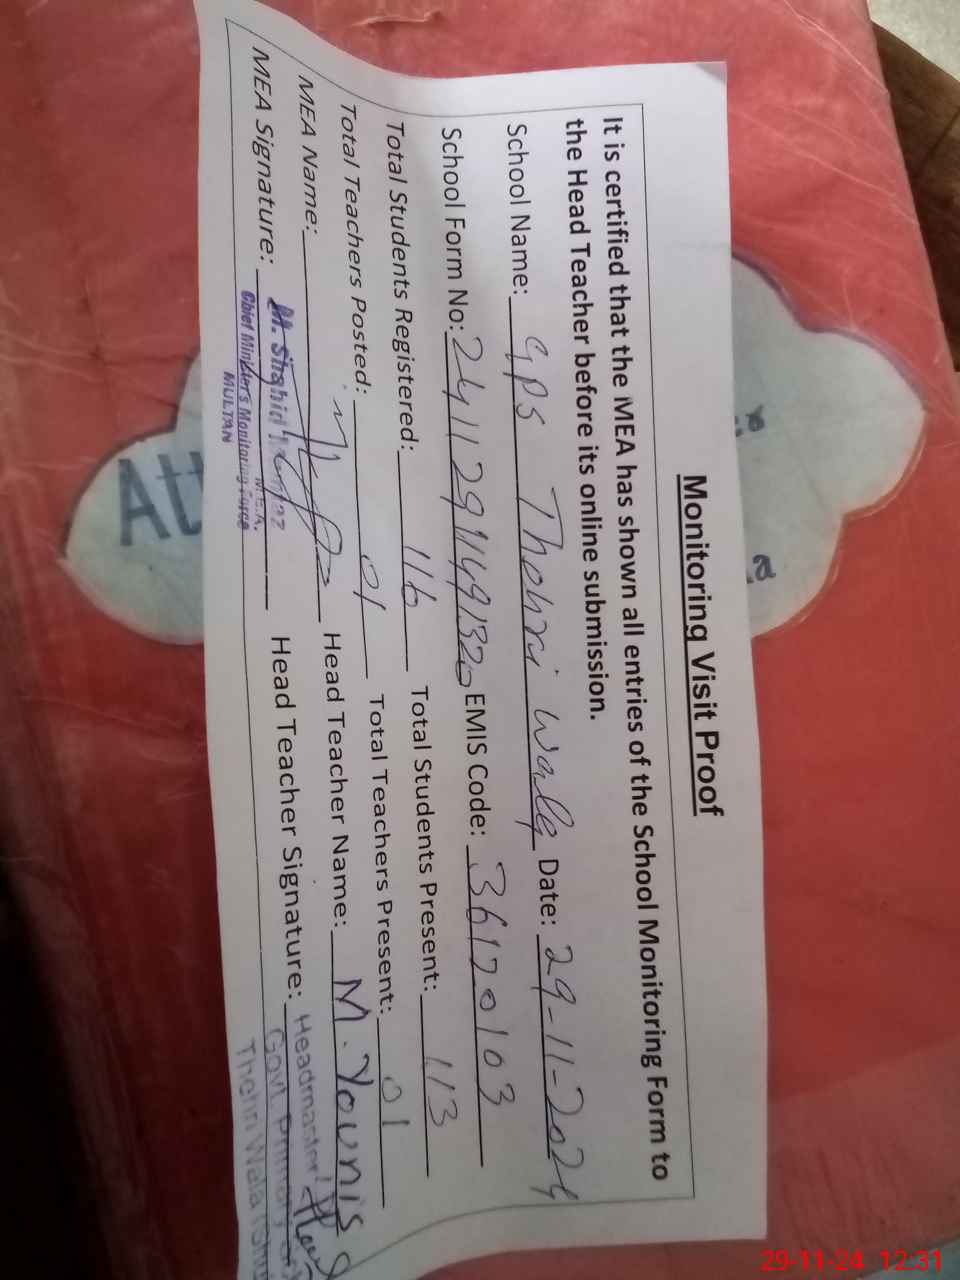 Monitoring Visit Proof
It is certified that the MEA has shown all entries of the School Monitoring Form to
the Head Teacher before its online submission.
School Name: GPS Thehri Wala Date: 29-11-2024
School Form No: EMIS Code: 36120103
Total Students Registered: 116 Total Students Present: 113
Total Teachers Posted: 01 Total Teachers Present: 01
MEA Name: Head Teacher Name: M. Younis
MEA Signature: Head Teacher Signature:
M. Shahid
M.E.A.
Chief Minister's Monitoring Force
MULTAN
Headmaster
Govt. Primary
Thehri Wala
Att
29-11-24 12:31